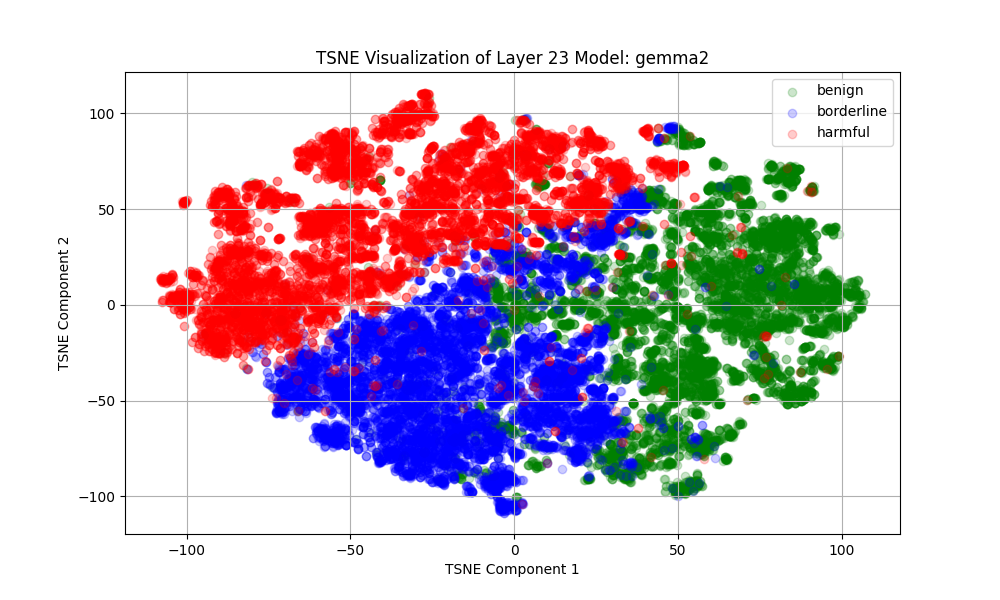 TSNE Visualization of Layer 23 Model: gemma2
benign
borderline
harmful
TSNE Component 2
100
50
0
−50
−100
−100
−50
0
50
100
TSNE Component 1